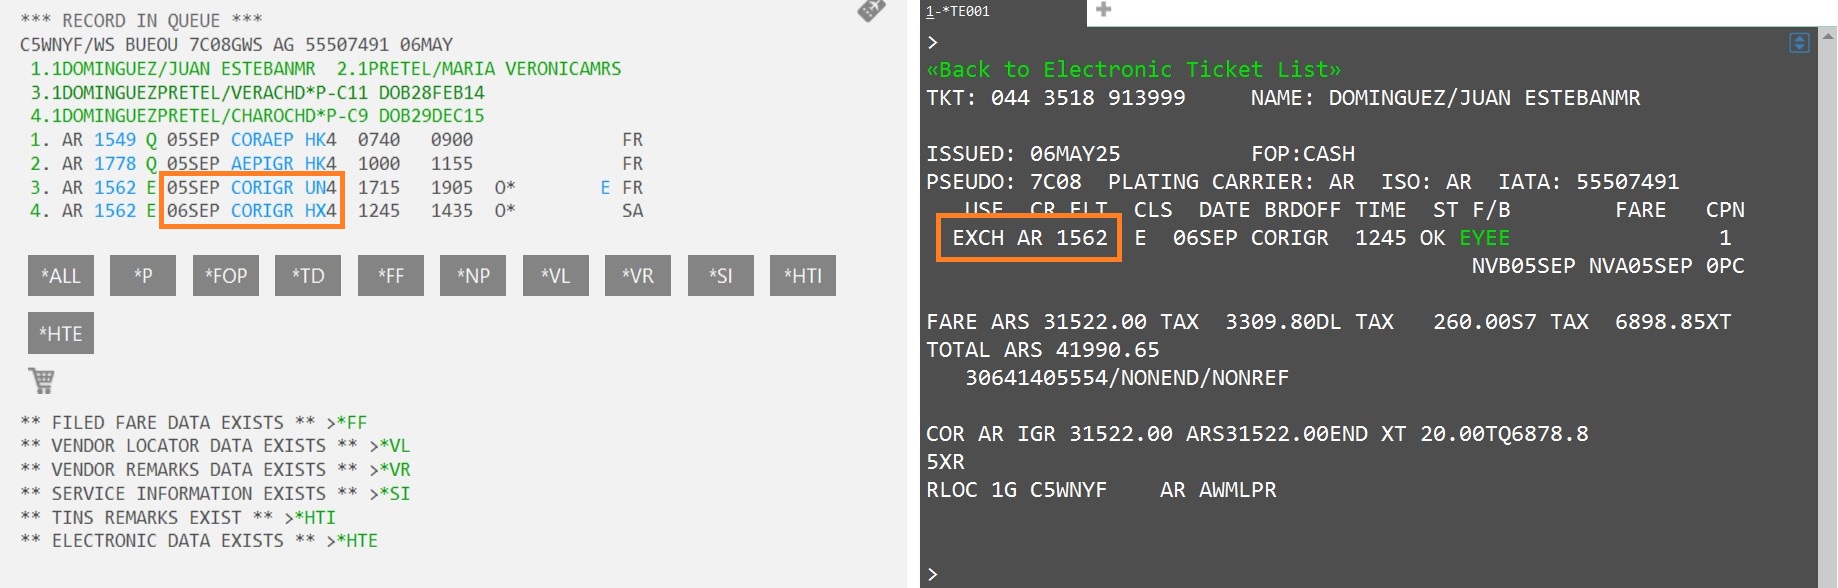 *** RECORD IN QUEUE ***
C5WNYF/WS BUEOU 7C08GWS AG 55507491 06MAY
1.1DOMINGUEZ/JUAN ESTEBANMR 2.1PRETEL/MARIA VERONICAMRS
3.1DOMINGUEZPRETEL/VERACHD*P-C11 DOB28FEB14
4.1DOMINGUEZPRETEL/CHAROCHD*P-C9 DOB29DEC15
1. AR 1549 Q 05SEP CORAEP HK4 0740 0900 FR
2. AR 1778 Q 05SEP AEPIGR HK4 1000 1155 FR
3. AR 1562 E 05SEP CORIGR UN4 1715 1905 O* E FR
4. AR 1562 E 06SEP CORIGR HX4 1245 1435 O* SA
*ALL *P *FOP *TD *FF *NP *VL *VR *SI *HTI
*HTE
** FILED FARE DATA EXISTS ** >*FF
** VENDOR LOCATOR DATA EXISTS ** >*VL
** VENDOR REMARKS DATA EXISTS ** >*VR
** SERVICE INFORMATION EXISTS ** >*SI
** TINS REMARKS EXIST ** >*HTI
** ELECTRONIC DATA EXISTS ** >*HTE
1-*TE001
>
«Back to Electronic Ticket List»
TKT: 044 3518 913999 NAME: DOMINGUEZ/JUAN ESTEBANMR
ISSUED: 06MAY25 FOP:CASH
PSEUDO: 7C08 PLATING CARRIER: AR ISO: AR IATA: 55507491
USE CR FLT CLS DATE BRDOFF TIME ST F/B FARE CPN
EXCH AR 1562 E 06SEP CORIGR 1245 OK EYEE 1
NVB05SEP NVA05SEP 0PC
FARE ARS 31522.00 TAX 3309.80DL TAX 260.00S7 TAX 6898.85XT
TOTAL ARS 41990.65
30641405554/NONEND/NONREF
COR AR IGR 31522.00 ARS31522.00END XT 20.00TQ6878.8
5XR
RLOC 1G C5WNYF AR AWMLPR
>